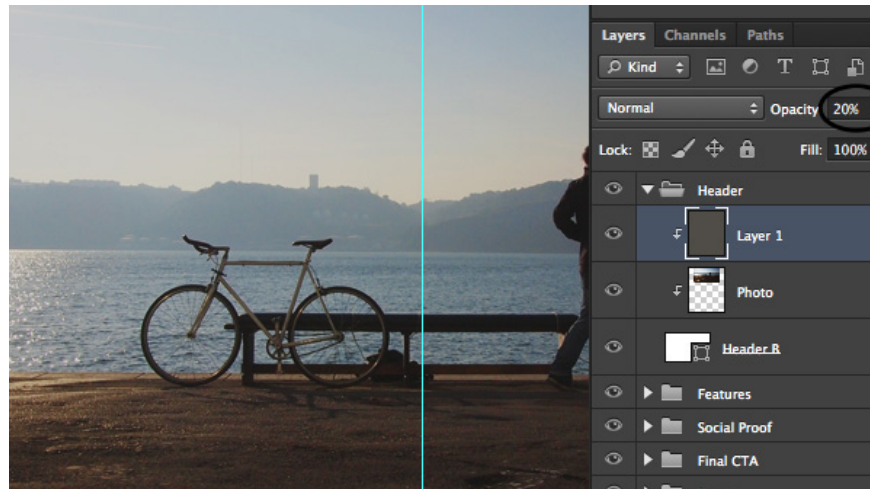 Layers Channels Paths
Kind T
Normal Opacity 20%
Lock: Fill: 100%
Header
Layer 1
Photo
Header B
Features
Social Proof
Final CTA